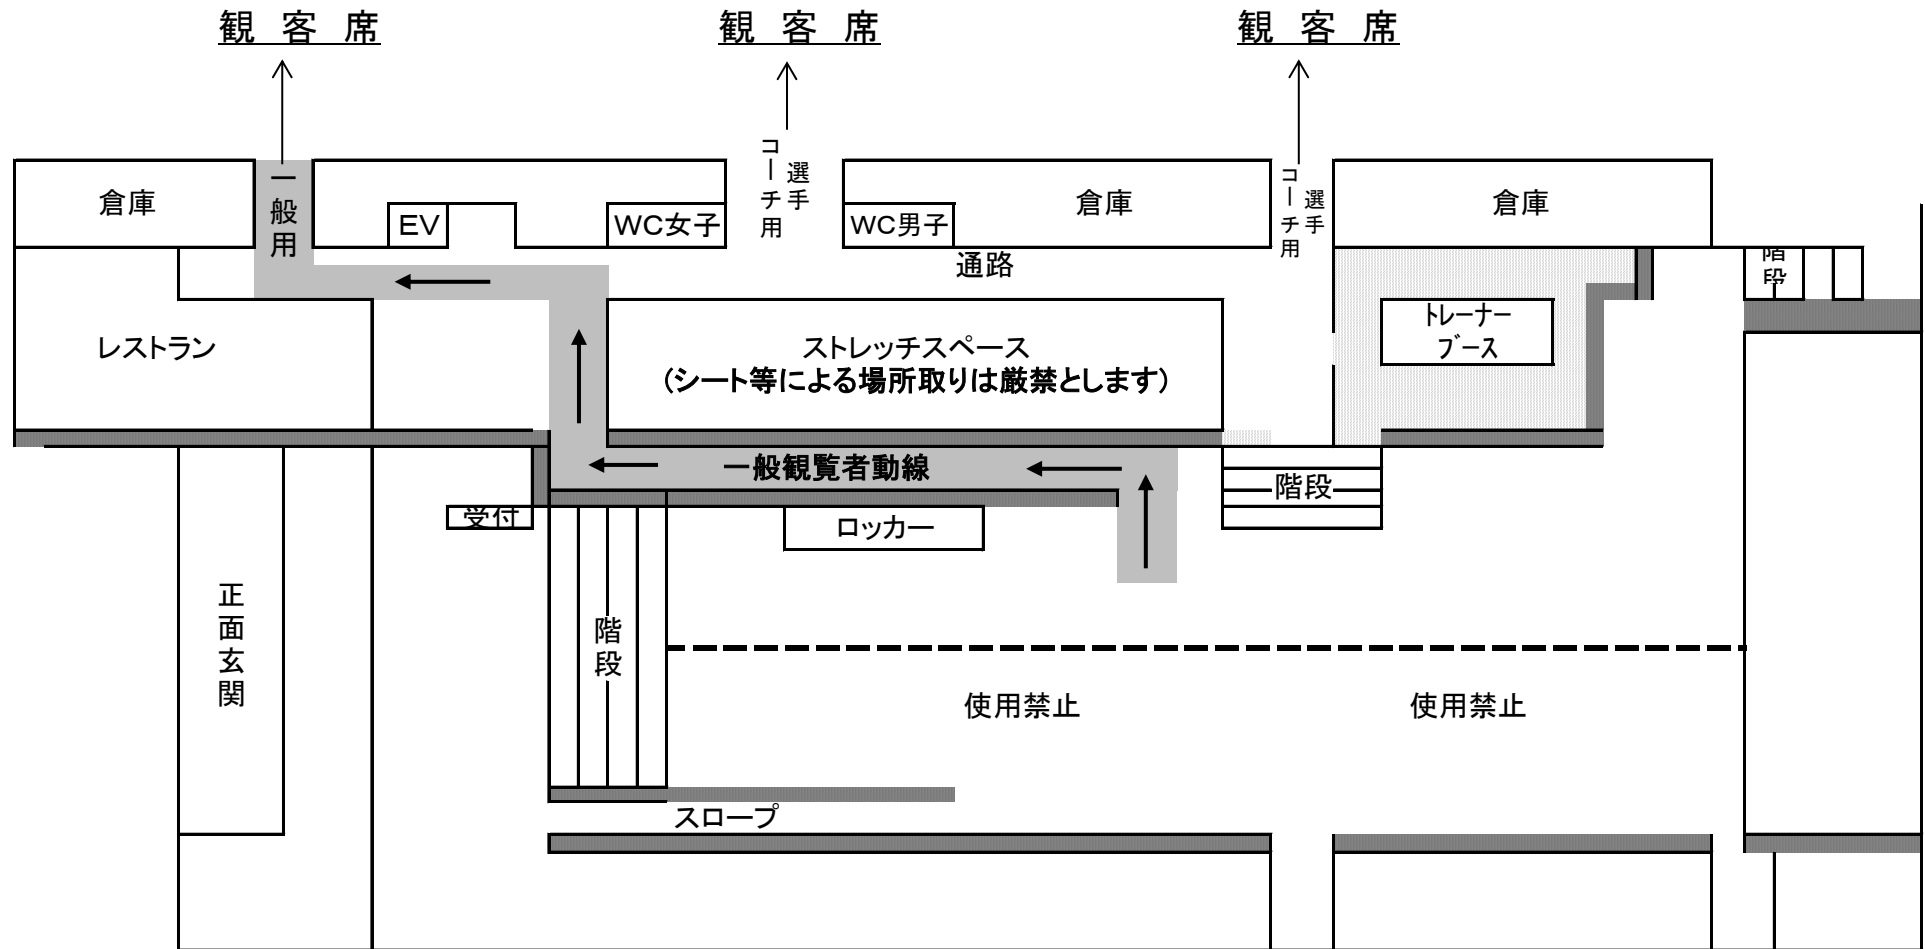 観 客 席
観 客 席
観 客 席
選手
コーチ用
選手
コーチ用
一般用
倉庫
EV
WC女子
WC男子
倉庫
倉庫
通路
階段
トレーナー
ブース
レストラン
ストレッチスペース
(シート等による場所取りは厳禁とします)
一般観覧者動線
階段
受付
ロッカー
正面玄関
階段
使用禁止
使用禁止
スロープ